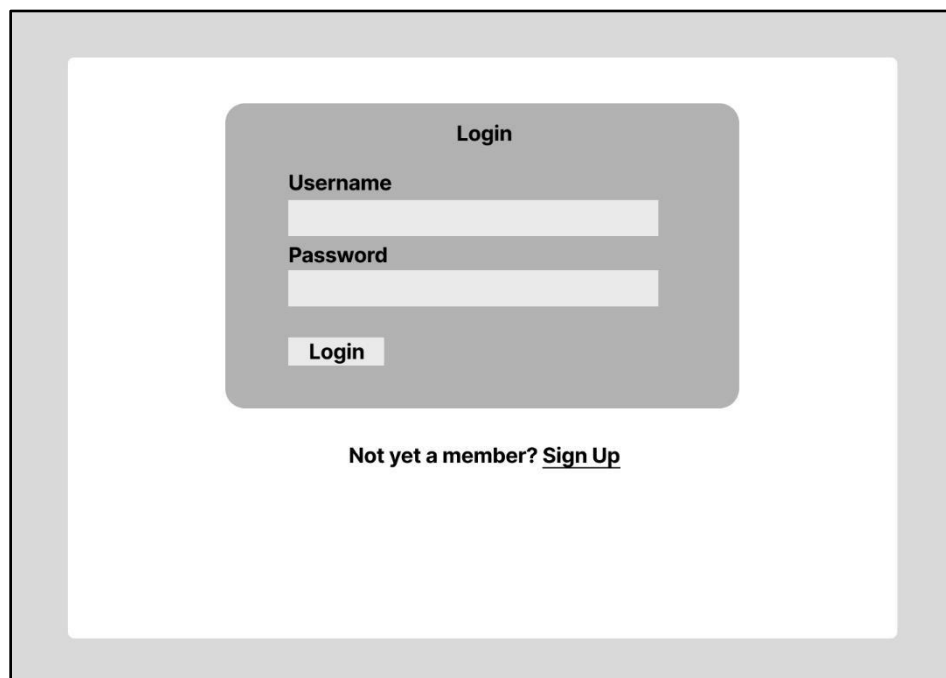 Login
Username
Password
Login
Not yet a member? Sign Up